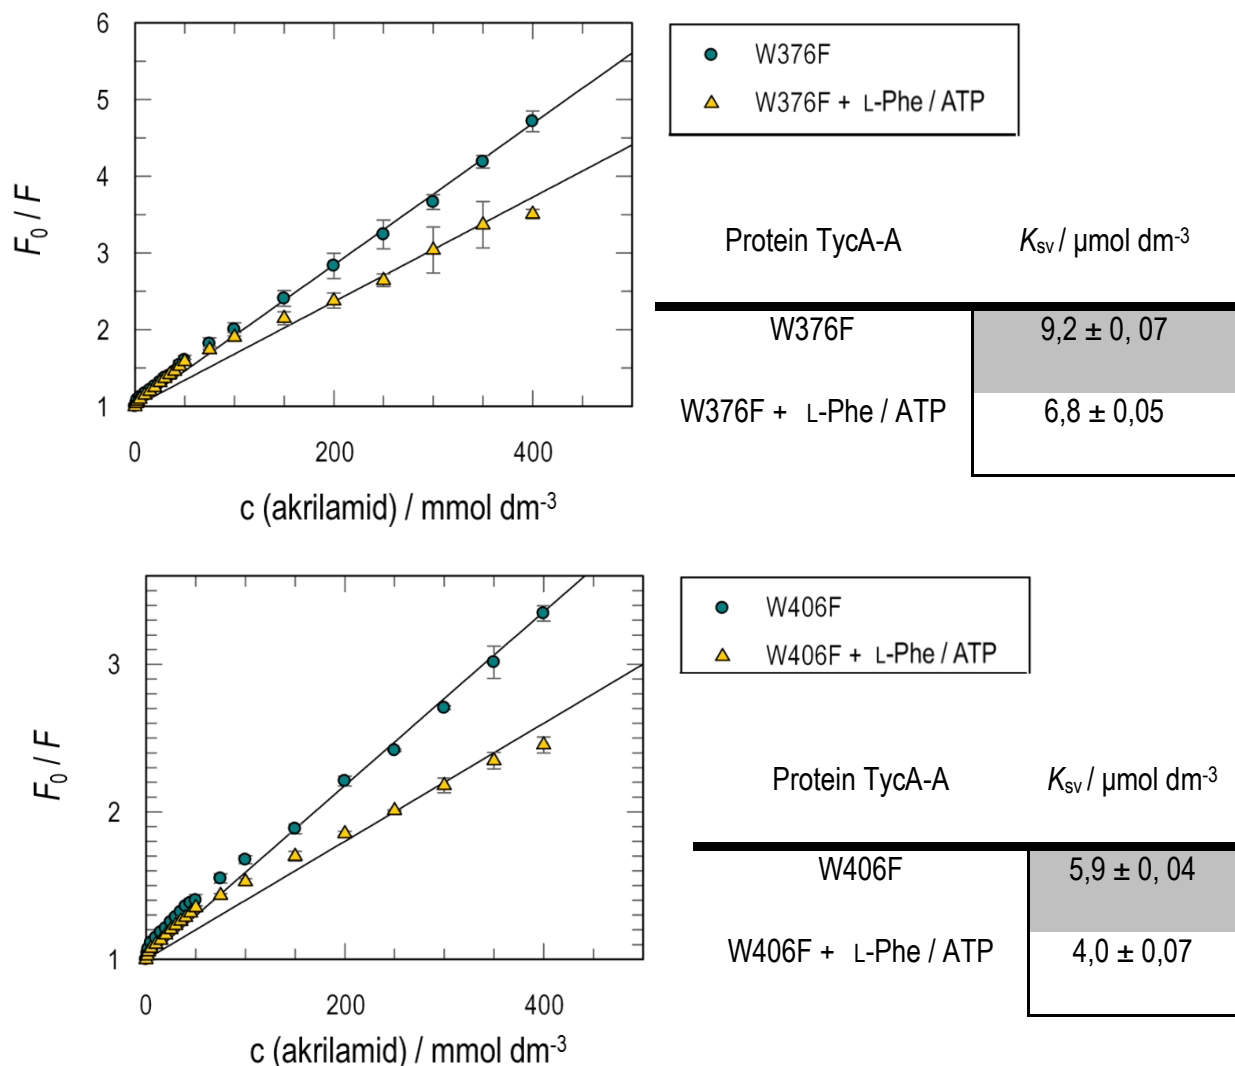 6
5
4
3
2
1
F0 / F
0 200 400
c (akrilamid) / mmol dm-3
W376F
W376F + L-Phe / ATP
Protein TycA-A Ksv / μmol dm-3
W376F 9,2 ± 0, 07
W376F + L-Phe / ATP 6,8 ± 0,05
3
2
1
F0 / F
0 200 400
c (akrilamid) / mmol dm-3
W406F
W406F + L-Phe / ATP
Protein TycA-A Ksv / μmol dm-3
W406F 5,9 ± 0, 04
W406F + L-Phe / ATP 4,0 ± 0,07